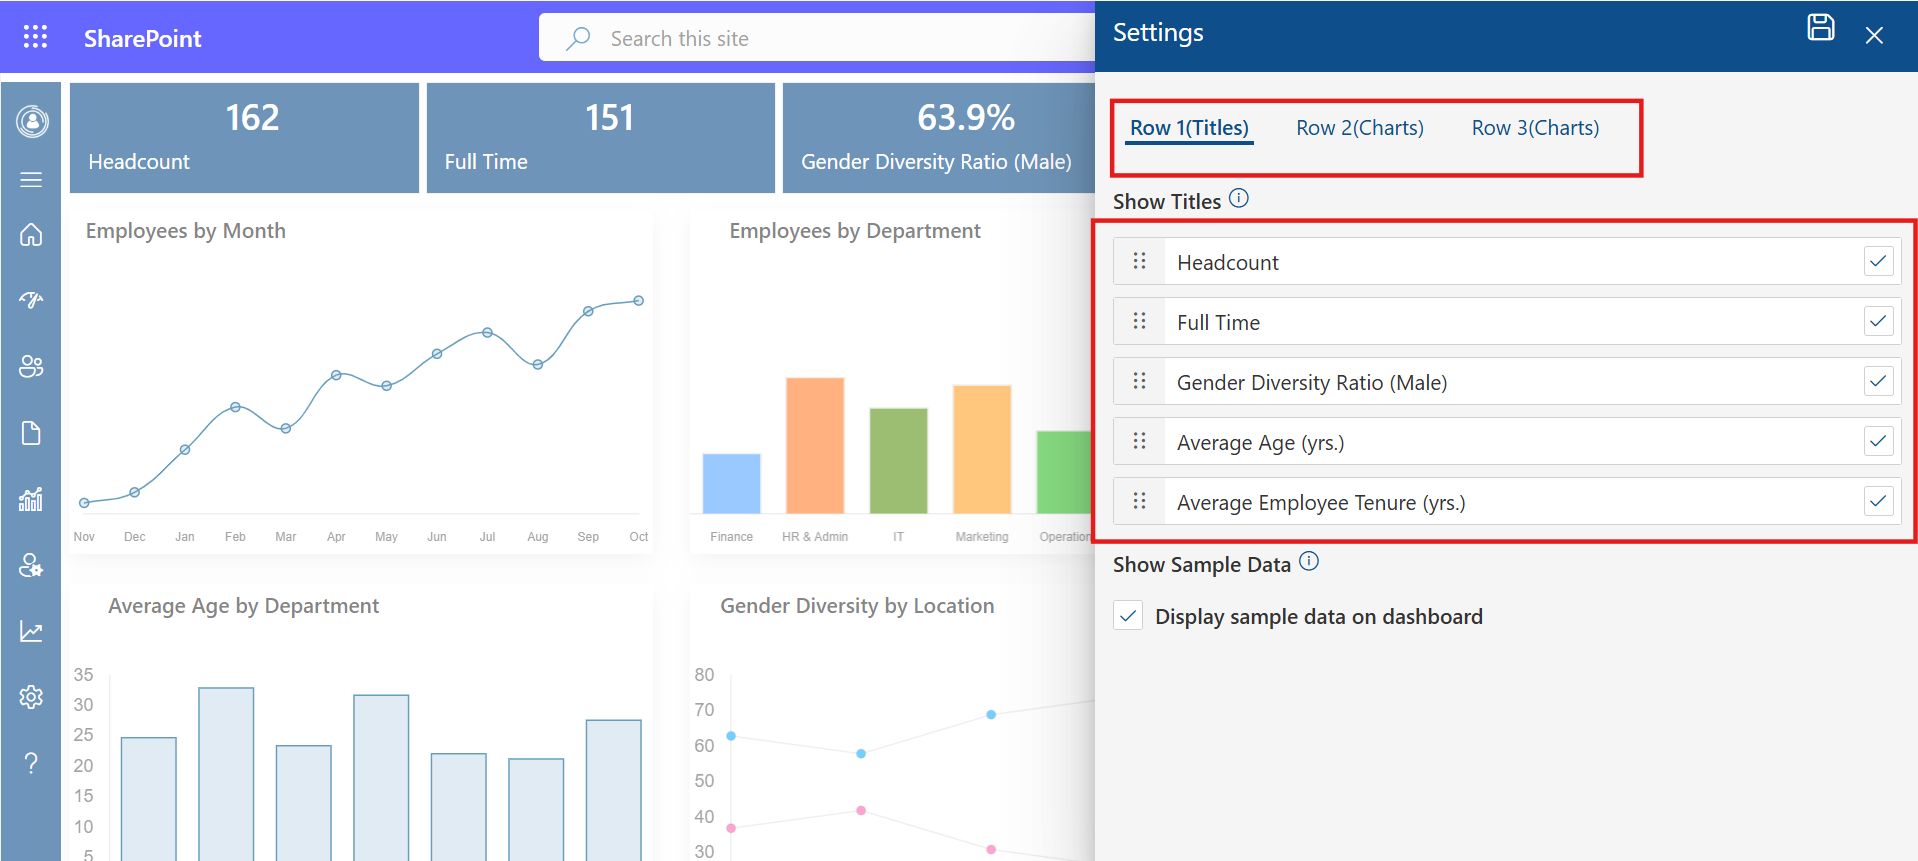 SharePoint
Search this site
Settings
162
Headcount
151
Full Time
63.9%
Gender Diversity Ratio (Male)
Row 1(Titles) Row 2(Charts) Row 3(Charts)
Show Titles
Headcount
Full Time
Gender Diversity Ratio (Male)
Average Age (yrs.)
Average Employee Tenure (yrs.)
Show Sample Data
Display sample data on dashboard
Employees by Month
Nov Dec Jan Feb Mar Apr May Jun Jul Aug Sep Oct
Employees by Department
Finance HR & Admin IT Marketing Operation
Average Age by Department
35
30
25
20
15
10
5
Gender Diversity by Location
80
70
60
50
40
30